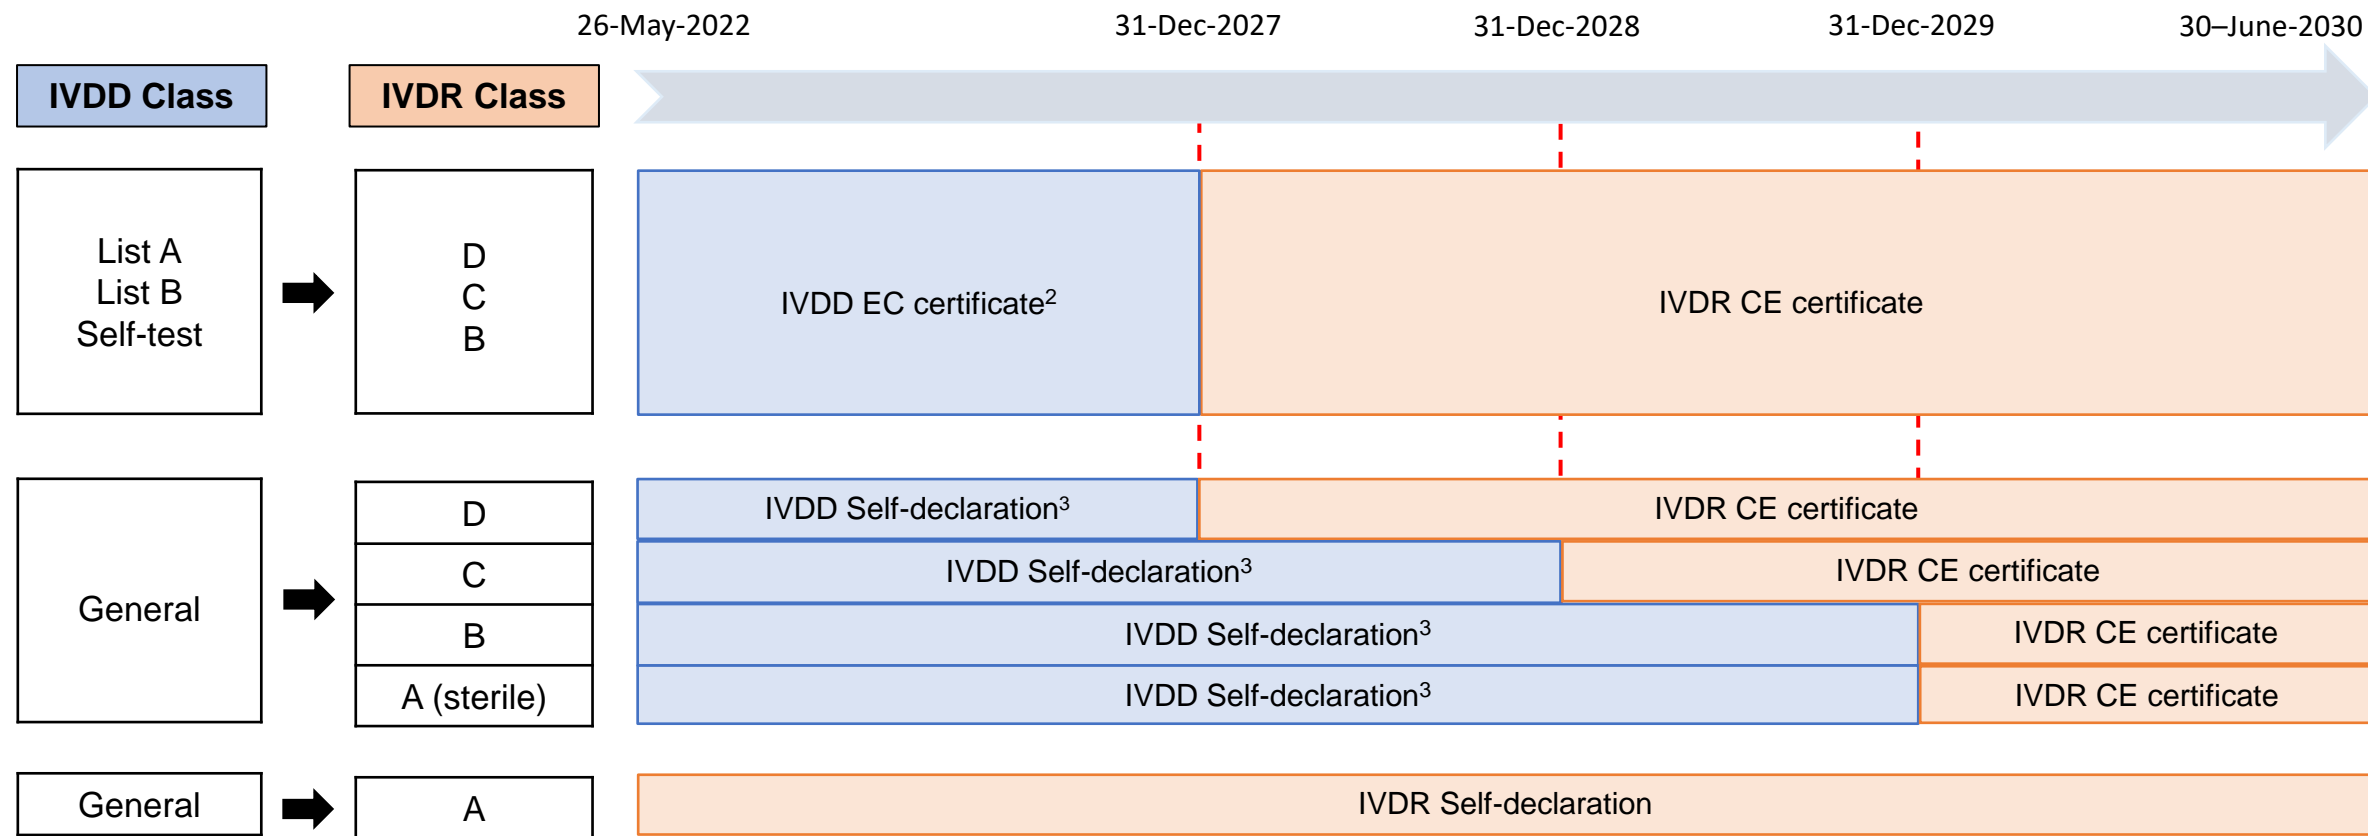 26-May-2022
31-Dec-2027
31-Dec-2028
31-Dec-2029
30–June-2030
IVDD Class
IVDR Class
List A
List B
Self-test
D
C
B
IVDD EC certificate²
IVDR CE certificate
General
D
IVDD Self-declaration³
IVDR CE certificate
C
IVDD Self-declaration³
IVDR CE certificate
B
IVDD Self-declaration³
IVDR CE certificate
A (sterile)
IVDD Self-declaration³
IVDR CE certificate
General
A
IVDR Self-declaration